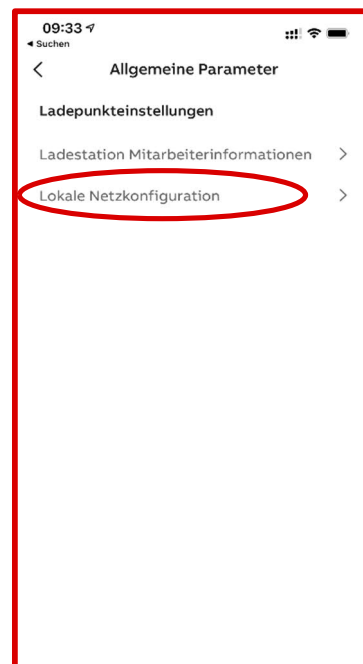 09:33
◂ Suchen
Allgemeine Parameter
Ladepunkteinstellungen
Ladestation Mitarbeiterinformationen
Lokale Netzkonfiguration